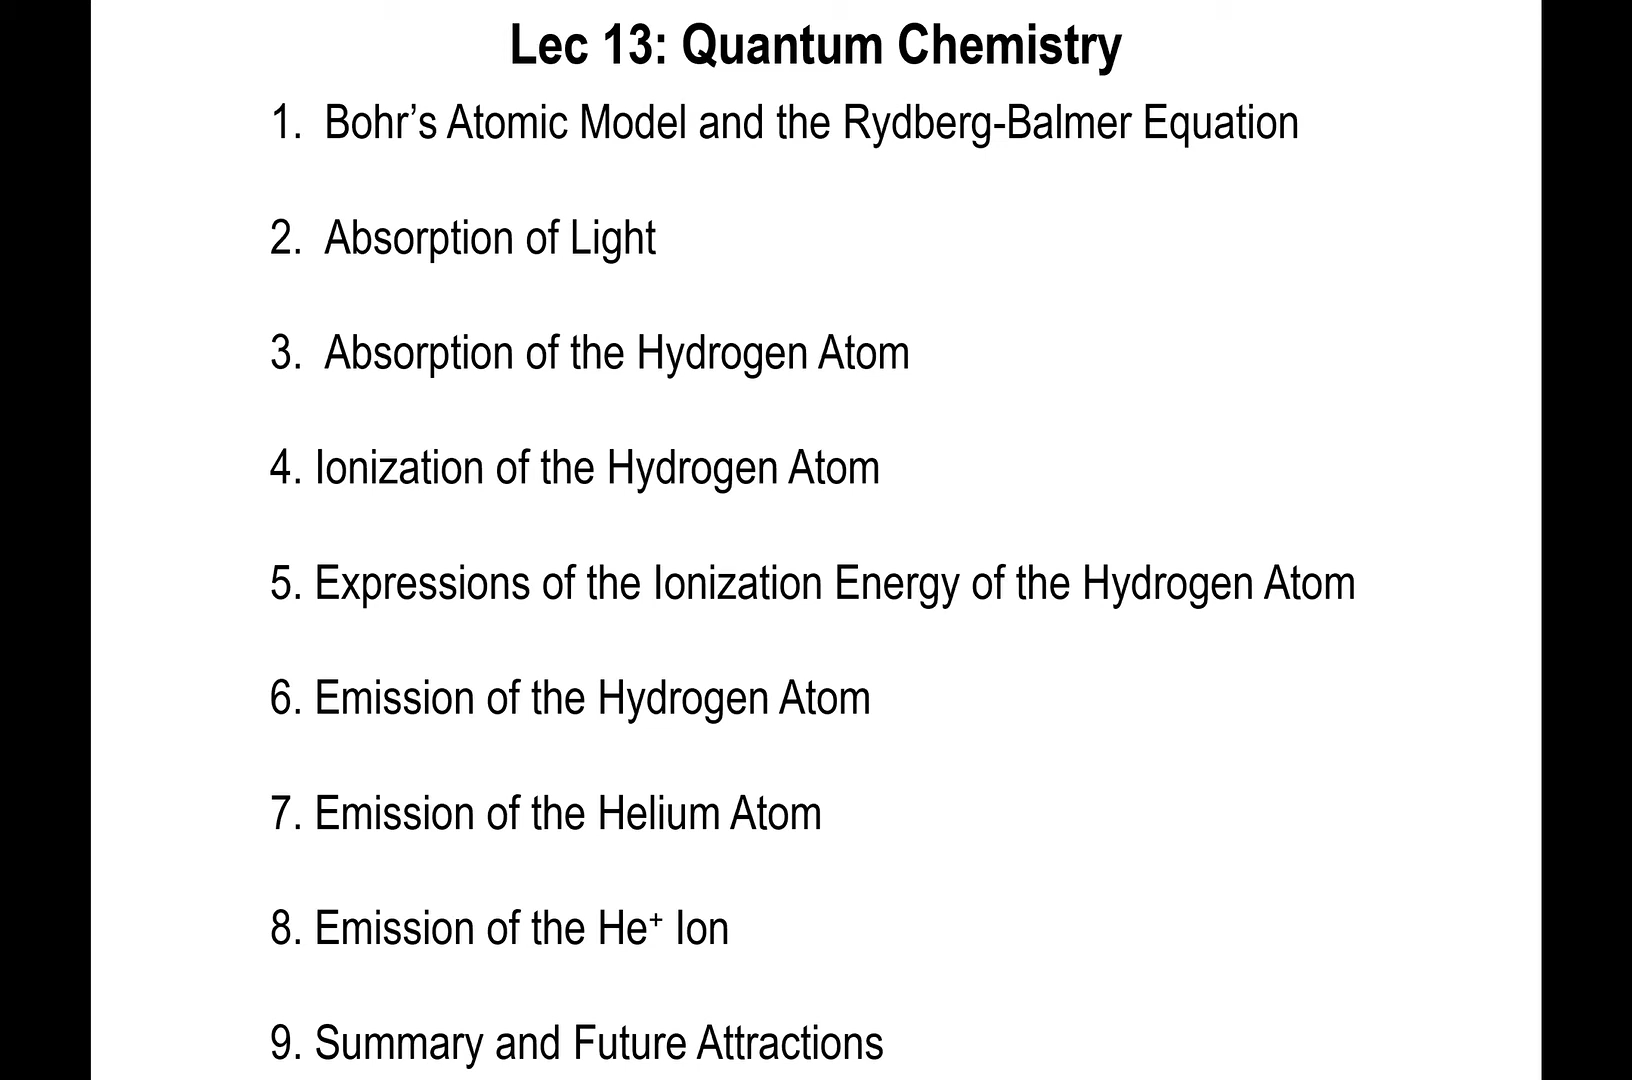 Lec 13: Quantum Chemistry
1. Bohr’s Atomic Model and the Rydberg-Balmer Equation
2. Absorption of Light
3. Absorption of the Hydrogen Atom
4. Ionization of the Hydrogen Atom
5. Expressions of the Ionization Energy of the Hydrogen Atom
6. Emission of the Hydrogen Atom
7. Emission of the Helium Atom
8. Emission of the He⁺ Ion
9. Summary and Future Attractions